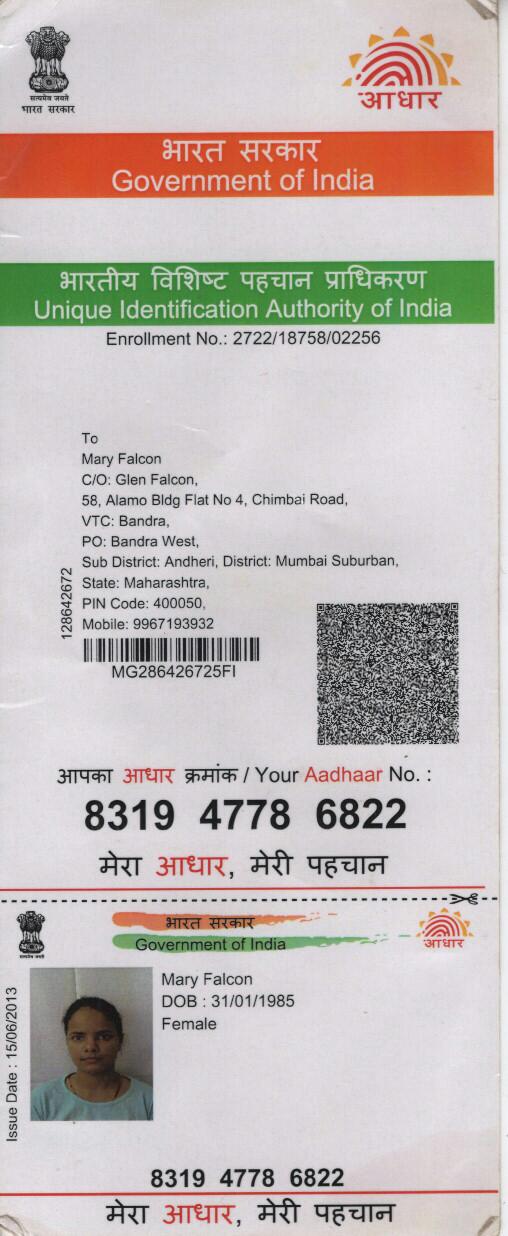 सत्यमेव जयते
भारत सरकार
आधार
भारत सरकार
Government of India
भारतीय विशिष्ट पहचान प्राधिकरण
Unique Identification Authority of India
Enrollment No.: 2722/18758/02256
To
Mary Falcon
C/O: Glen Falcon,
58, Alamo Bldg Flat No 4, Chimbai Road,
VTC: Bandra,
PO: Bandra West,
Sub District: Andheri, District: Mumbai Suburban,
State: Maharashtra,
PIN Code: 400050,
Mobile: 9967193932
128642672
MG286426725FI
आपका आधार क्रमांक / Your Aadhaar No. :
8319 4778 6822
मेरा आधार, मेरी पहचान
सत्यमेव जयते
भारत सरकार
Government of India
आधार
Issue Date : 15/06/2013
Mary Falcon
DOB : 31/01/1985
Female
8319 4778 6822
मेरा आधार, मेरी पहचान